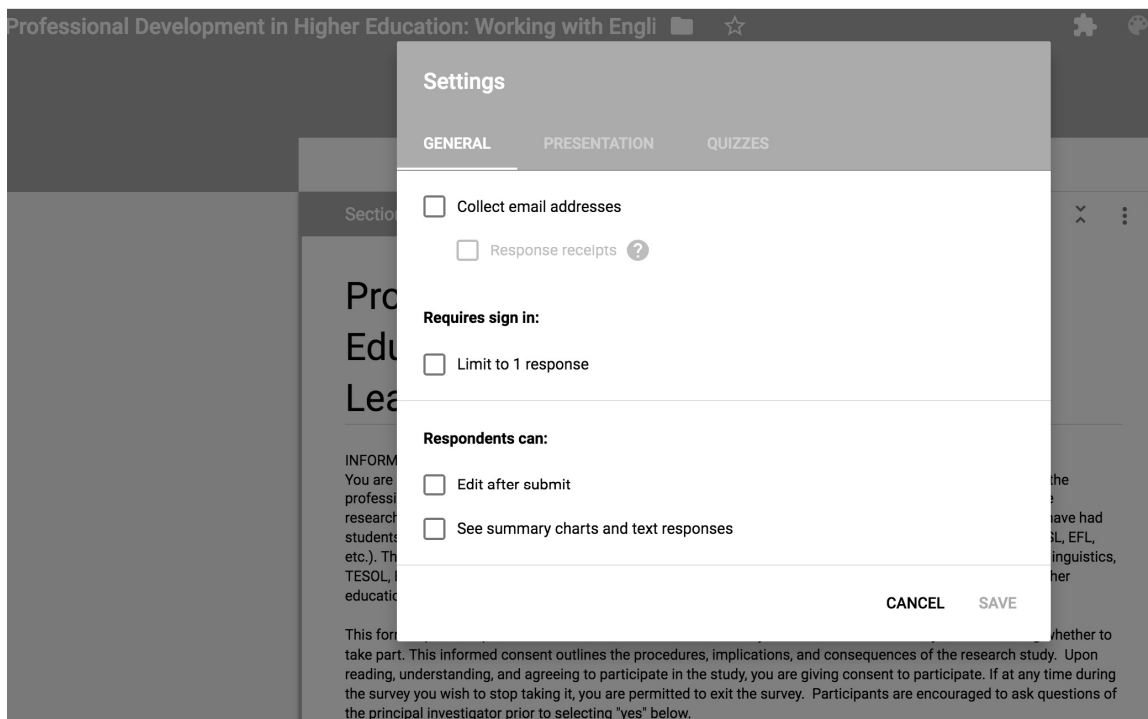 Professional Development in Higher Education: Working with Engli
Settings
GENERAL PRESENTATION QUIZZES
Collect email addresses
Response receipts ?
Requires sign in:
Limit to 1 response
Respondents can:
Edit after submit
See summary charts and text responses
CANCEL SAVE
Sectio
Pro
Edu
Lea
INFORM
You are the
professi
research have had
students SL, EFL,
etc.). Th inguistics,
TESOL, her
educatio
This for whether to
take part. This informed consent outlines the procedures, implications, and consequences of the research study. Upon
reading, understanding, and agreeing to participate in the study, you are giving consent to participate. If at any time during
the survey you wish to stop taking it, you are permitted to exit the survey. Participants are encouraged to ask questions of
the principal investigator prior to selecting "yes" below.